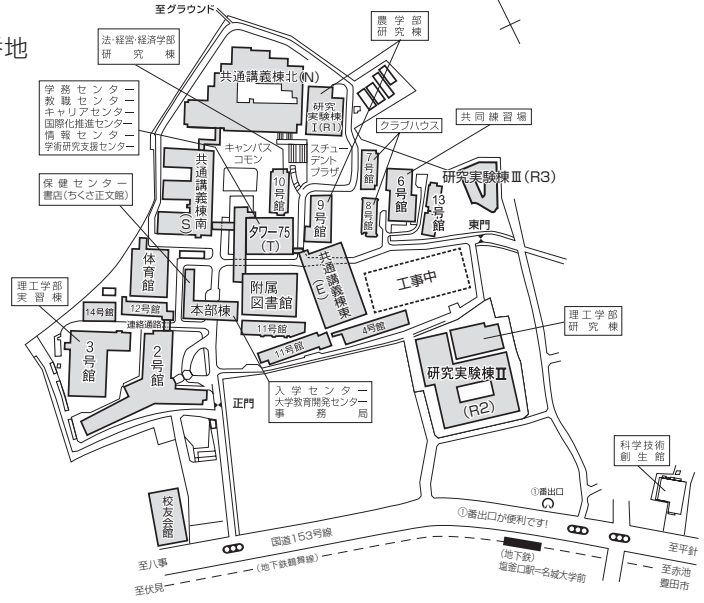 至グラウンド
番地
法・経営・経済学部
研究棟
農学部
研究棟
学務センター
教職センター
キャリアセンター
国際化推進センター
情報センター
学術研究支援センター
共通講義棟北(N)
研究
実験棟
I(R1)
クラブハウス
共同練習場
キャンパス
コモン
スチュー
デント
プラザ
保健センター
書店(ちくさ正文館)
共通講義棟南
(S)
10号館
7号館
6号館
研究実験棟Ⅲ(R3)
13号館
9号館
8号館
タワー75
(T)
東門
体育館
共通講義棟東
(E)
工事中
理工学部
実習棟
附属
図書館
14号館
12号館
本部棟
連絡通路
11号館
4号館
理工学部
研究棟
3号館
2号館
11号館
研究実験棟Ⅱ
(R2)
正門
入学センター
大学教育開発センター
事務局
科学技術
創生館
校友会館
①番出口
①番出口が便利です!
国道153号線
至八事
(地下鉄鶴舞線)
(地下鉄)
塩釜口駅=名城大学前
至平針
至伏見
至赤池
豊田市